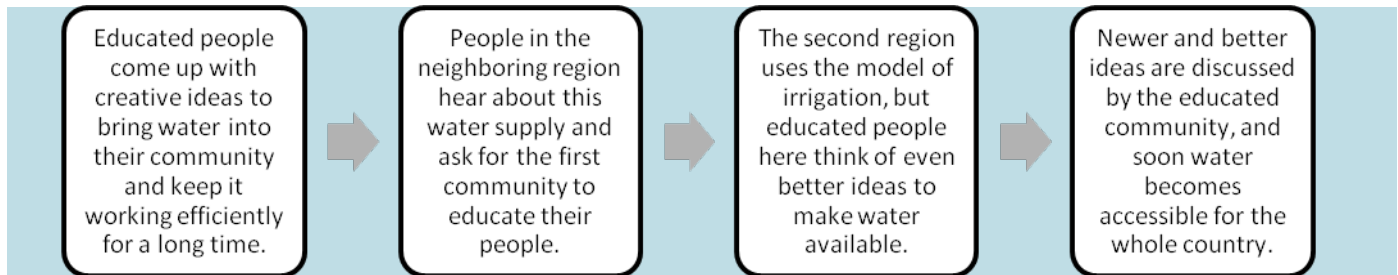 Educated people
come up with
creative ideas to
bring water into
their community
and keep it
working efficiently
for a long time.
People in the
neighboring region
hear about this
water supply and
ask for the first
community to
educate their
people.
The second region
uses the model of
irrigation, but
educated people
here think of even
better ideas to
make water
available.
Newer and better
ideas are discussed
by the educated
community, and
soon water
becomes
accessible for the
whole country.